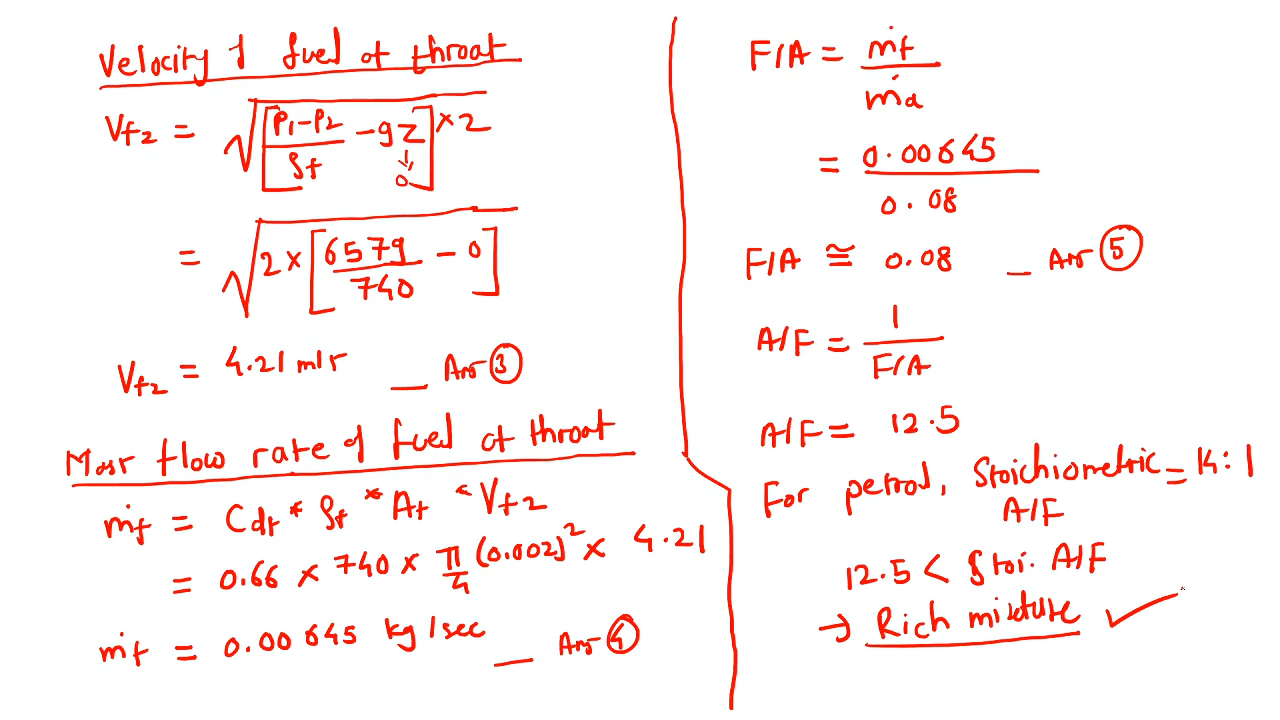 Velocity of fuel at throat
Vf2 = √[(P1-P2)/ρf - gz] × 2
↓
0
= √2 × [6579/740 - 0]
Vf2 = 4.21 m/s _ Ans ③
Mass flow rate of fuel at throat
ṁf = Cdf * ρf * Af * Vf2
= 0.66 × 740 × π/4 (0.002)² × 4.21
ṁf = 0.00645 kg/sec _ Ans ④
F/A = ṁf/ṁa
= 0.00645/0.08
F/A ≅ 0.08 _ Ans ⑤
A/F = 1/F/A
A/F = 12.5
For petrol, Stoichiometric = 14:1
A/F
12.5 < Stoi. A/F
→ Rich mixture ✓